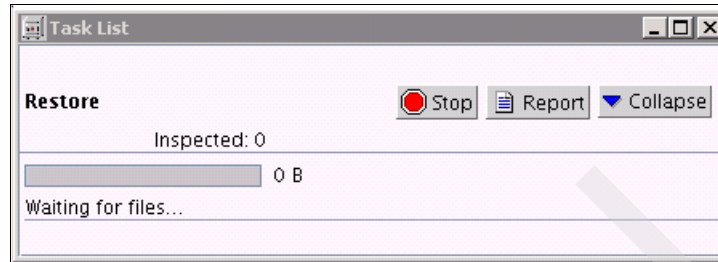 Task List
Restore
Stop
Report
Collapse
Inspected: 0
0 B
Waiting for files...